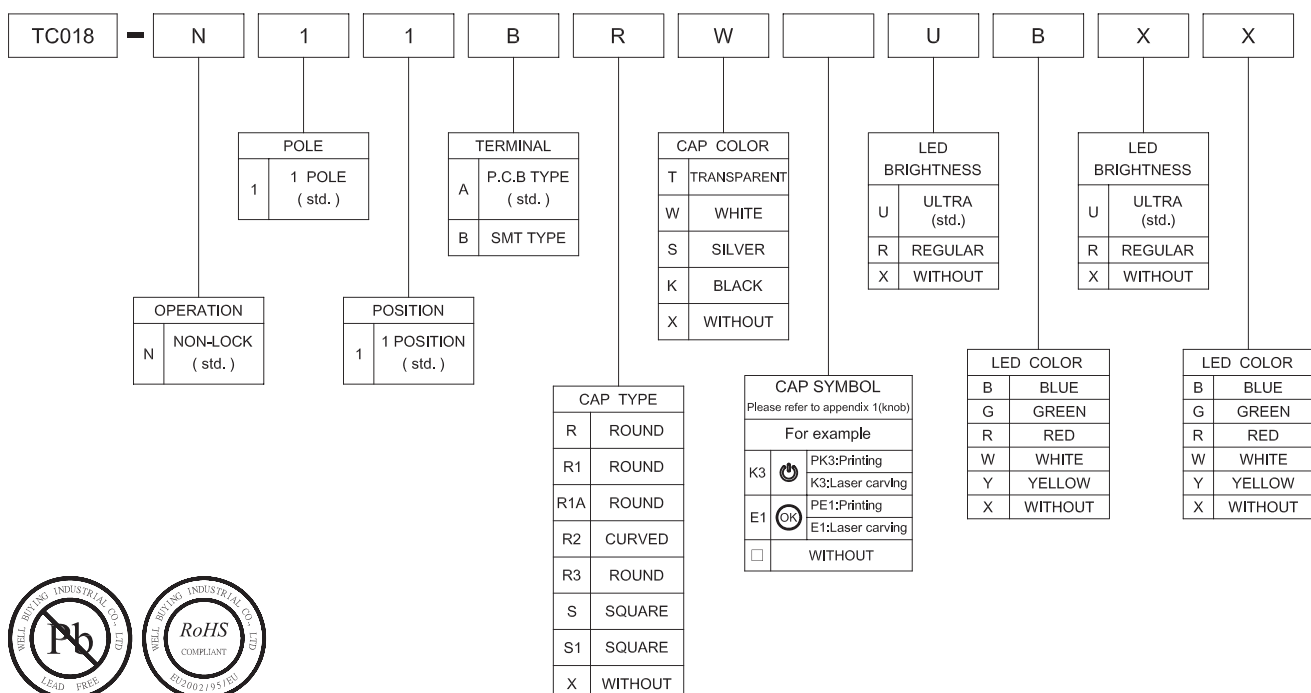 TC018 - N 1 1 B R W U B X X
POLE
1 1 POLE
( std. )
TERMINAL
A P.C.B TYPE
( std. )
B SMT TYPE
CAP COLOR
T TRANSPARENT
W WHITE
S SILVER
K BLACK
X WITHOUT
LED
BRIGHTNESS
U ULTRA
(std.)
R REGULAR
X WITHOUT
LED
BRIGHTNESS
U ULTRA
(std.)
R REGULAR
X WITHOUT
OPERATION
N NON-LOCK
( std. )
POSITION
1 1 POSITION
( std. )
CAP TYPE
R ROUND
R1 ROUND
R1A ROUND
R2 CURVED
R3 ROUND
S SQUARE
S1 SQUARE
X WITHOUT
CAP SYMBOL
Please refer to appendix 1(knob)
For example
K3 PK3:Printing
K3:Laser carving
E1 OK PE1:Printing
E1:Laser carving
□ WITHOUT
LED COLOR
B BLUE
G GREEN
R RED
W WHITE
Y YELLOW
X WITHOUT
LED COLOR
B BLUE
G GREEN
R RED
W WHITE
Y YELLOW
X WITHOUT
WELL BUYING INDUSTRIAL CO., LTD
Pb
LEAD FREE
WELL BUYING INDUSTRIAL CO., LTD
RoHS
COMPLIANT
EU2002/95/EU